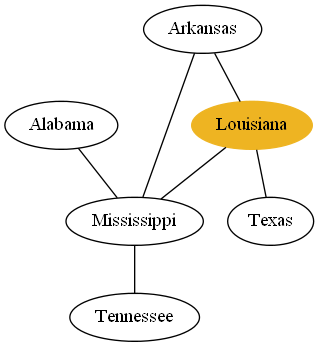 Arkansas
Alabama
Louisiana
Mississippi
Texas
Tennessee